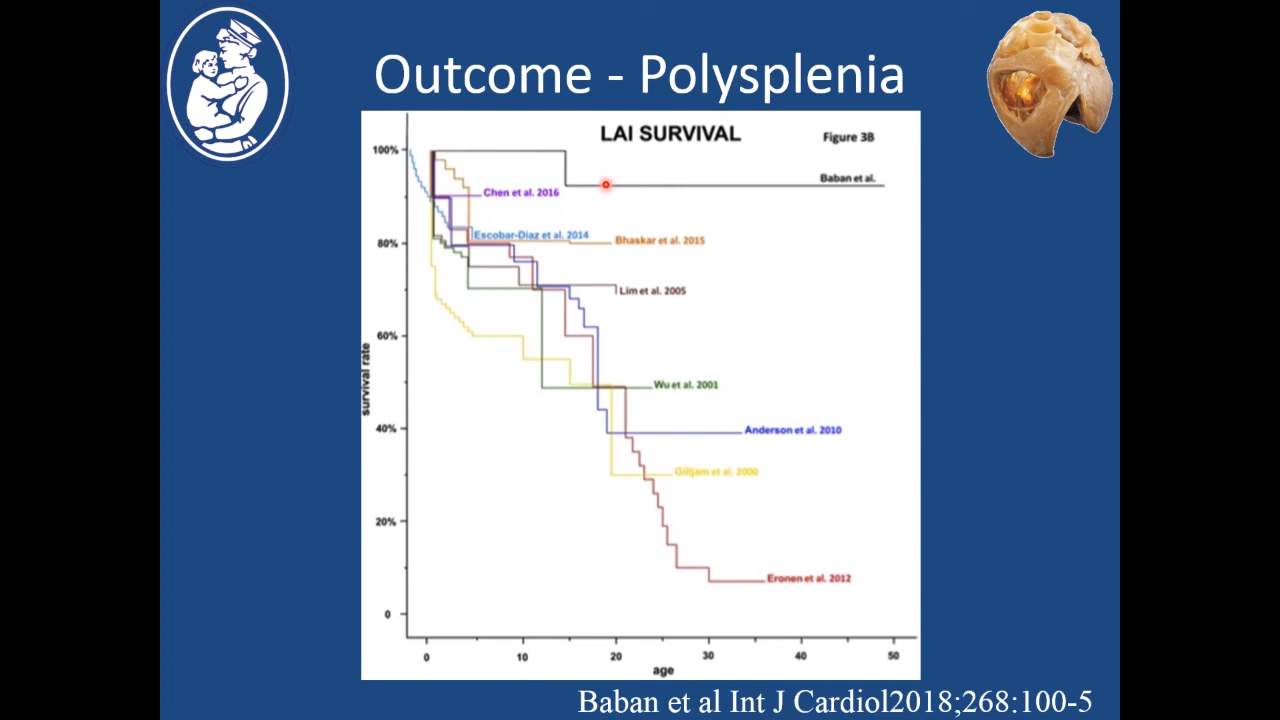 Outcome - Polysplenia
LAI SURVIVAL
Figure 3B
100%
Baban et al.
Chen et al. 2016
Escobar-Diaz et al. 2014
80%
Bhaskar et al. 2015
Lim et al. 2005
60%
survival rate
Wu et al. 2001
40%
Anderson et al. 2010
Gilljam et al. 2000
20%
Eronen et al. 2012
0
0 10 20 30 40 50
age
Baban et al Int J Cardiol2018;268:100-5